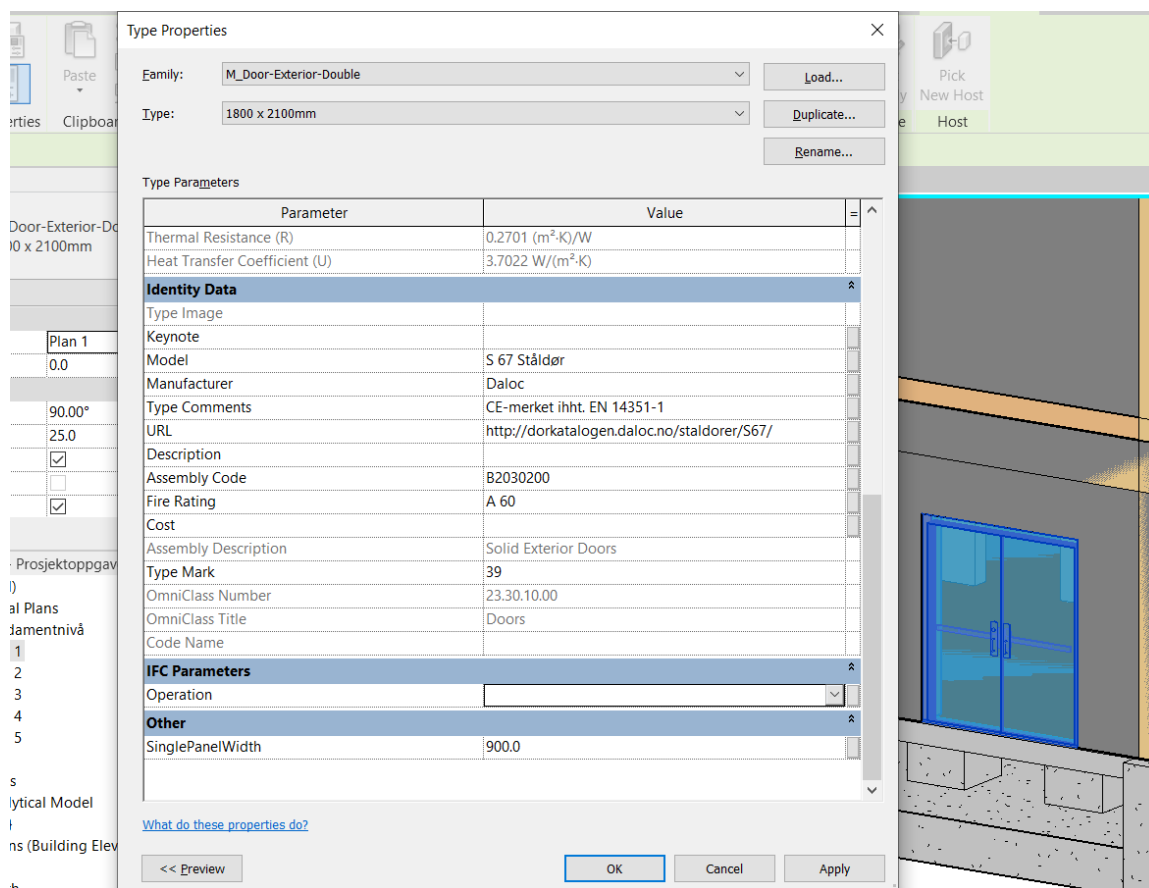 Type Properties
Family: M_Door-Exterior-Double Load...
Type: 1800 x 2100mm Duplicate...
Rename...
Paste
Pick
New Host
Host
Type Parameters
Parameter Value =
Thermal Resistance (R) 0.2701 (m²·K)/W
Heat Transfer Coefficient (U) 3.7022 W/(m²·K)
Identity Data
Type Image
Keynote
Model S 67 Ståldør
Manufacturer Daloc
Type Comments CE-merket ihht. EN 14351-1
URL http://dorkatalogen.daloc.no/staldorer/S67/
Description
Assembly Code B2030200
Fire Rating A 60
Cost
Assembly Description Solid Exterior Doors
Type Mark 39
OmniClass Number 23.30.10.00
OmniClass Title Doors
Code Name
IFC Parameters
Operation
Other
SinglePanelWidth 900.0
What do these properties do?
<< Preview OK Cancel Apply
erties Clipboar
Door-Exterior-Do
00 x 2100mm
Plan 1
0.0
90.00°
25.0
- Prosjektoppgav
al Plans
damentnivå
1
2
3
4
5
lytical Model
ns (Building Elev